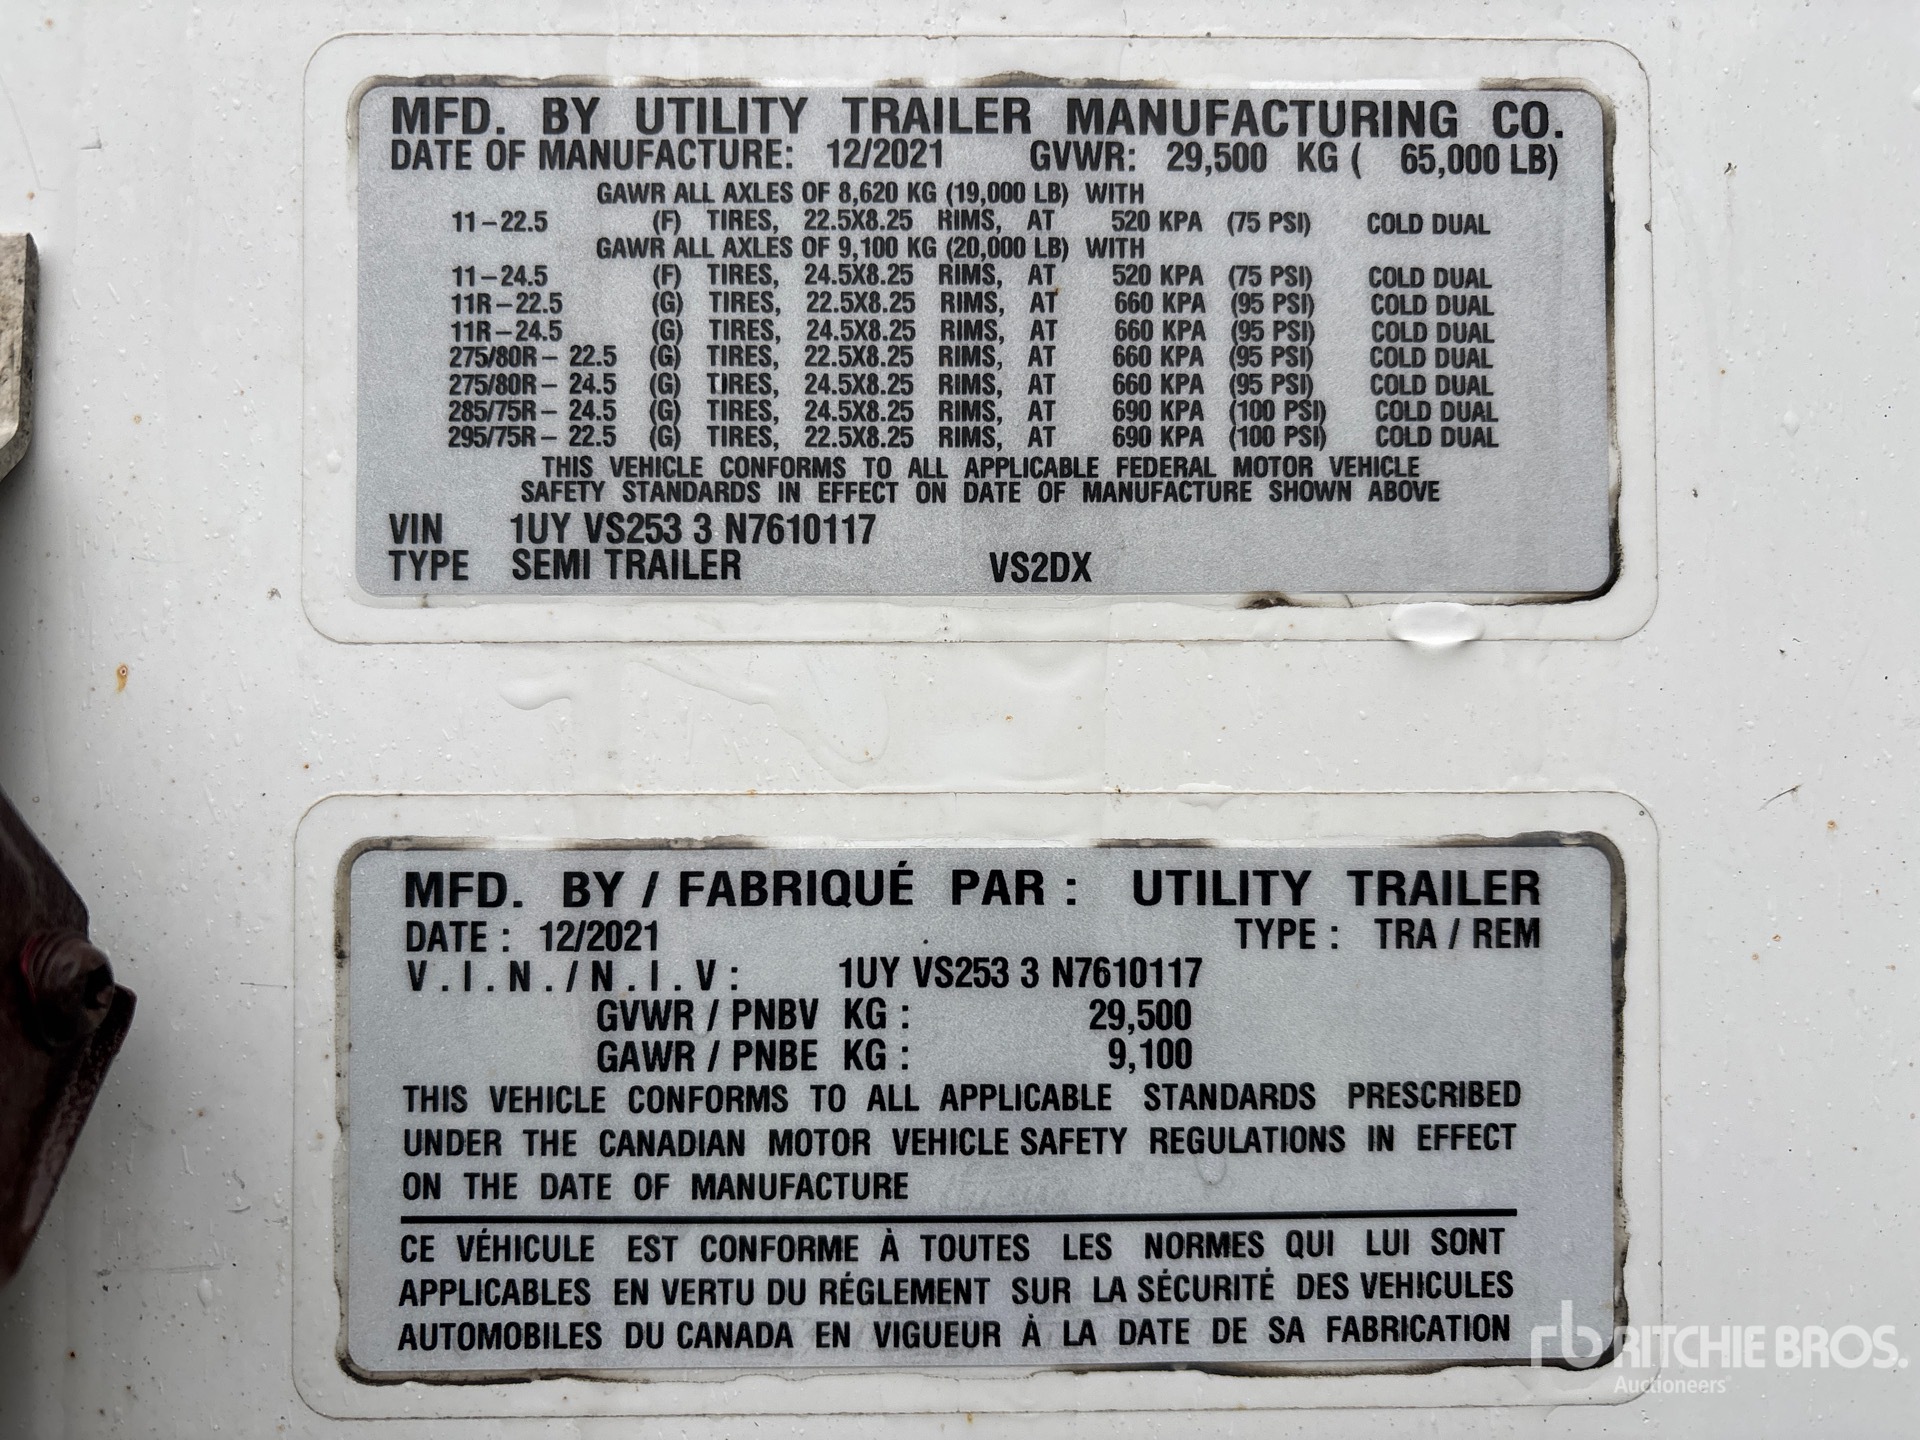 MFD. BY UTILITY TRAILER MANUFACTURING CO.
DATE OF MANUFACTURE: 12/2021 GVWR: 29,500 KG ( 65,000 LB)
GAWR ALL AXLES OF 8,620 KG (19,000 LB) WITH
11-22.5 (F) TIRES, 22.5X8.25 RIMS, AT 520 KPA (75 PSI) COLD DUAL
GAWR ALL AXLES OF 9,100 KG (20,000 LB) WITH
11-24.5 (F) TIRES, 24.5X8.25 RIMS, AT 520 KPA (75 PSI) COLD DUAL
11R-22.5 (G) TIRES, 22.5X8.25 RIMS, AT 660 KPA (95 PSI) COLD DUAL
11R-24.5 (G) TIRES, 24.5X8.25 RIMS, AT 660 KPA (95 PSI) COLD DUAL
275/80R- 22.5 (G) TIRES, 22.5X8.25 RIMS, AT 660 KPA (95 PSI) COLD DUAL
275/80R- 24.5 (G) TIRES, 24.5X8.25 RIMS, AT 660 KPA (95 PSI) COLD DUAL
285/75R- 24.5 (G) TIRES, 24.5X8.25 RIMS, AT 690 KPA (100 PSI) COLD DUAL
295/75R- 22.5 (G) TIRES, 22.5X8.25 RIMS, AT 690 KPA (100 PSI) COLD DUAL
THIS VEHICLE CONFORMS TO ALL APPLICABLE FEDERAL MOTOR VEHICLE
SAFETY STANDARDS IN EFFECT ON DATE OF MANUFACTURE SHOWN ABOVE
VIN 1UY VS253 3 N7610117
TYPE SEMI TRAILER VS2DX
MFD. BY / FABRIQUÉ PAR : UTILITY TRAILER
DATE : 12/2021 TYPE : TRA / REM
V.I.N./N.I.V: 1UY VS253 3 N7610117
GVWR / PNBV KG : 29,500
GAWR / PNBE KG : 9,100
THIS VEHICLE CONFORMS TO ALL APPLICABLE STANDARDS PRESCRIBED
UNDER THE CANADIAN MOTOR VEHICLE SAFETY REGULATIONS IN EFFECT
ON THE DATE OF MANUFACTURE
CE VÉHICULE EST CONFORME À TOUTES LES NORMES QUI LUI SONT
APPLICABLES EN VERTU DU RÉGLEMENT SUR LA SÉCURITÉ DES VEHICULES
AUTOMOBILES DU CANADA EN VIGUEUR À LA DATE DE SA FABRICATION
rb RITCHIE BROS.
Auctioneers